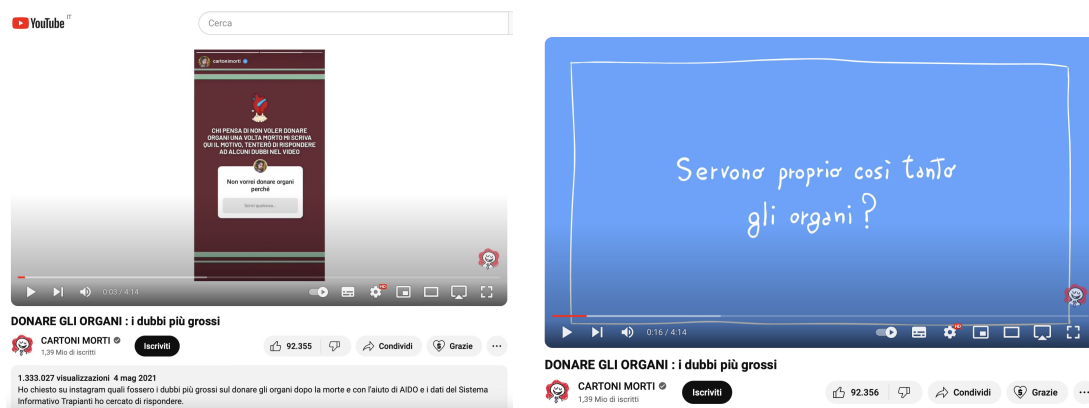 YouTube IT
Cerca
cartonimorti
CHI PENSA DI NON VOLER DONARE
ORGANI UNA VOLTA MORTO MI SCRIVA
QUI IL MOTIVO, TENTERÒ DI RISPONDERE
AD ALCUNI DUBBI NEL VIDEO
Non vorrei donare organi
perché
Scrivi qualcosa...
0:03 / 4:14
HD
DONARE GLI ORGANI : i dubbi più grossi
CARTONI MORTI
1,39 Mio di iscritti
Iscriviti
92.355
Condividi
Grazie
1.333.027 visualizzazioni 4 mag 2021
Ho chiesto su instagram quali fossero i dubbi più grossi sul donare gli organi dopo la morte e con l'aiuto di AIDO e i dati del Sistema
Informativo Trapianti ho cercato di rispondere.
Servono proprio così tanto
gli organi?
0:16 / 4:14
HD
DONARE GLI ORGANI : i dubbi più grossi
CARTONI MORTI
1,39 Mio di iscritti
Iscriviti
92.356
Condividi
Grazie